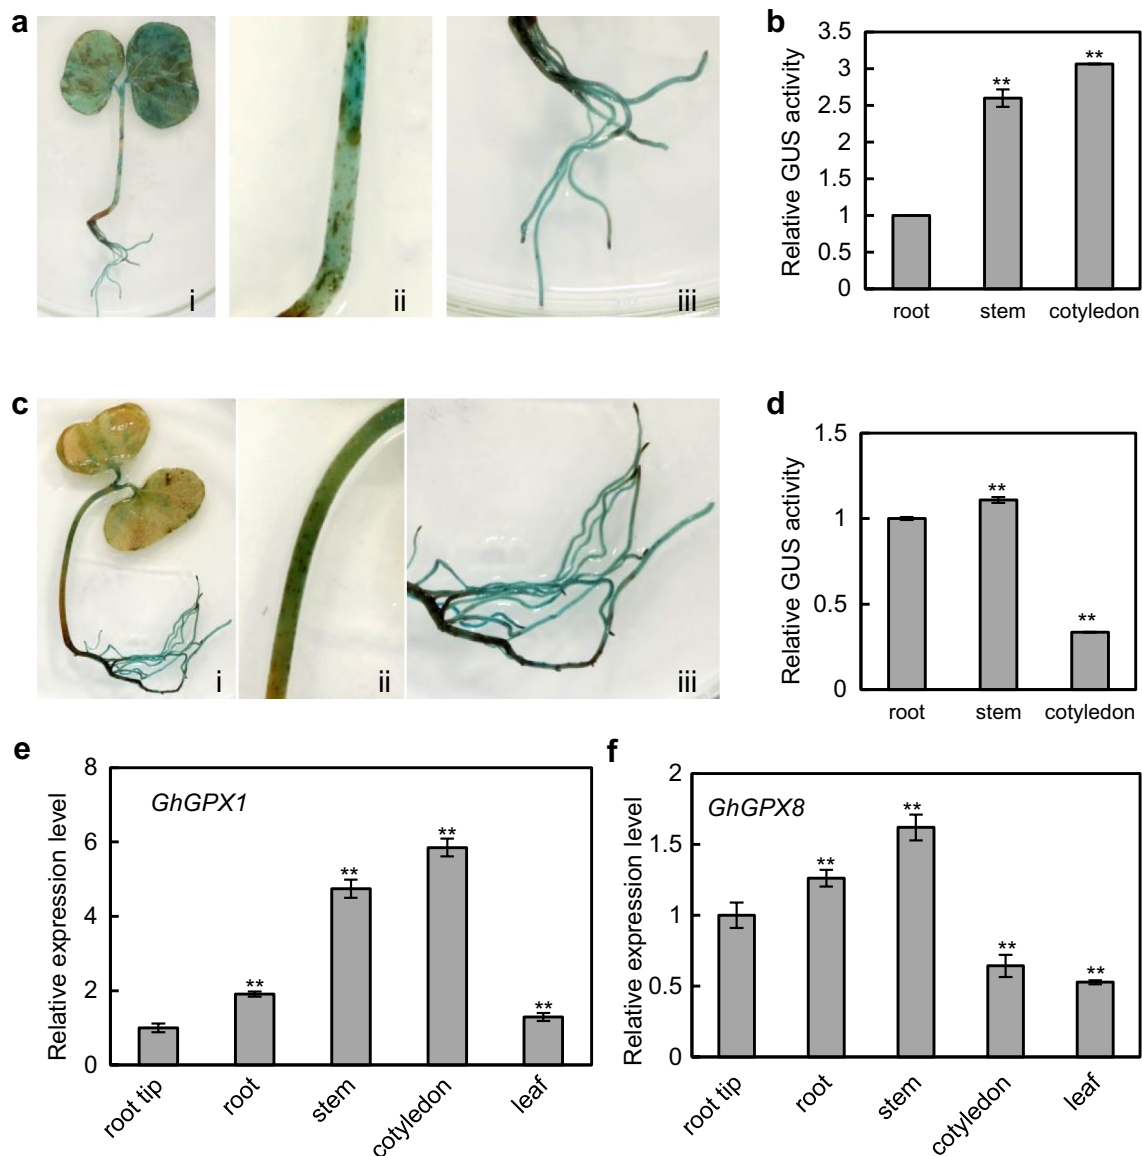 a
i
ii
iii
b
Relative GUS activity
3.5
3
2.5
2
1.5
1
0.5
0
**
**
root stem cotyledon
c
i
ii
iii
d
Relative GUS activity
1.5
1
0.5
0
**
**
root stem cotyledon
e
Relative expression level
8
6
4
2
0
GhGPX1
**
**
**
**
root tip root stem cotyledon leaf
f
Relative expression level
2
1.5
1
0.5
0
GhGPX8
**
**
**
**
root tip root stem cotyledon leaf